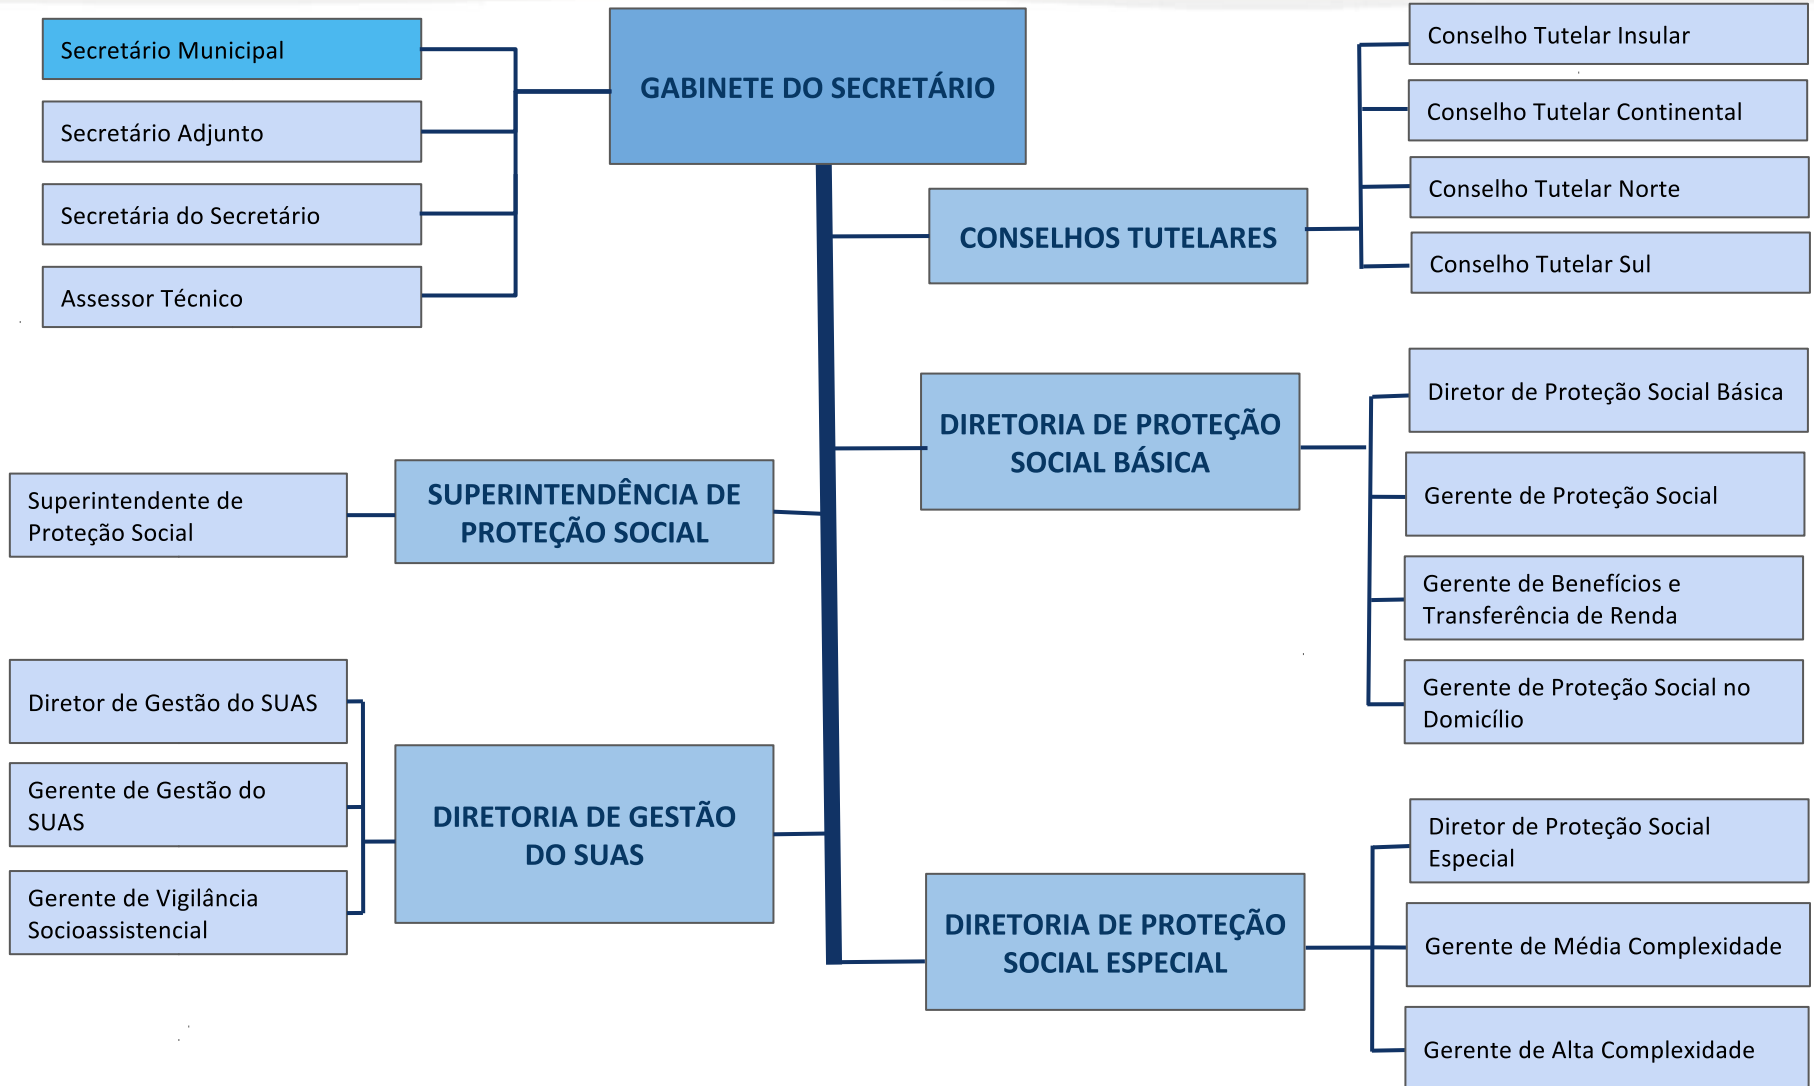 Secretário Municipal
Secretário Adjunto
Secretária do Secretário
Assessor Técnico
GABINETE DO SECRETÁRIO
CONSELHOS TUTELARES
Conselho Tutelar Insular
Conselho Tutelar Continental
Conselho Tutelar Norte
Conselho Tutelar Sul
DIRETORIA DE PROTEÇÃO
SOCIAL BÁSICA
Diretor de Proteção Social Básica
Gerente de Proteção Social
Gerente de Benefícios e
Transferência de Renda
Gerente de Proteção Social no
Domicílio
Superintendente de
Proteção Social
SUPERINTENDÊNCIA DE
PROTEÇÃO SOCIAL
Diretor de Gestão do SUAS
Gerente de Gestão do
SUAS
Gerente de Vigilância
Socioassistencial
DIRETORIA DE GESTÃO
DO SUAS
DIRETORIA DE PROTEÇÃO
SOCIAL ESPECIAL
Diretor de Proteção Social
Especial
Gerente de Média Complexidade
Gerente de Alta Complexidade